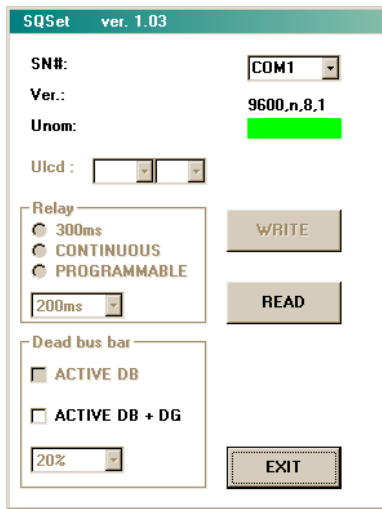 SQSet ver. 1.03
SN#:
COM1
Ver.:
9600,n,8,1
Unom:
Ulcd :
Relay
300ms
CONTINUOUS
PROGRAMMABLE
200ms
WRITE
READ
Dead bus bar
ACTIVE DB
ACTIVE DB + DG
20%
EXIT